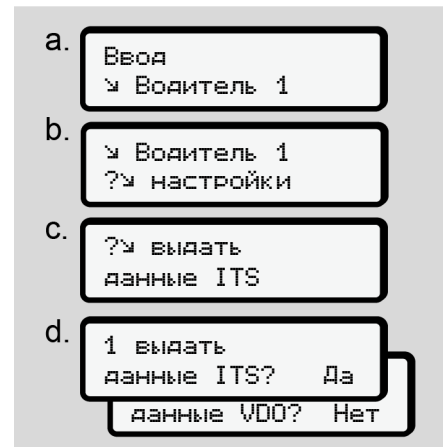 a.
Ввод
↘ Водитель 1
b.
↘ Водитель 1
?↘ настройки
c.
?↘ выдать
данные ITS
d.
1 выдать
данные ITS? Да
данные VDO? Нет